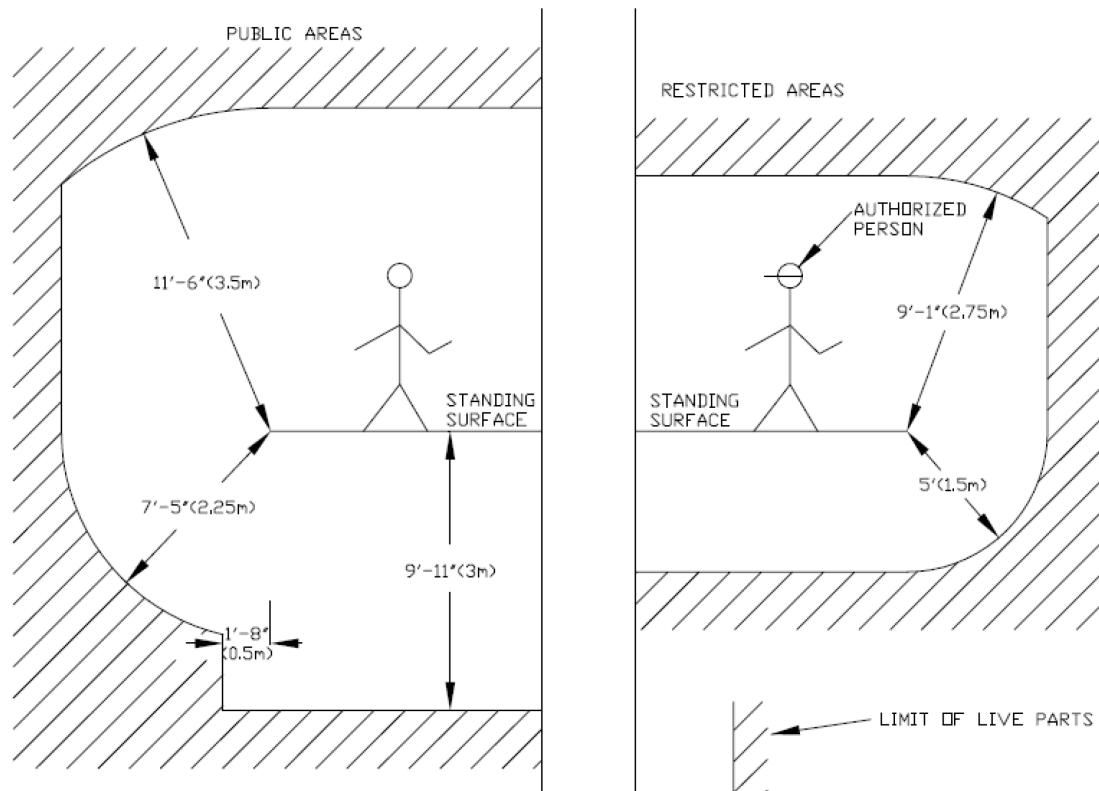 PUBLIC AREAS
11'-6"(3.5m)
STANDING
SURFACE
7'-5"(2.25m)
9'-11"(3m)
1'-8"
(0.5m)
RESTRICTED AREAS
AUTHORIZED
PERSON
9'-1"(2.75m)
STANDING
SURFACE
5'(1.5m)
LIMIT OF LIVE PARTS